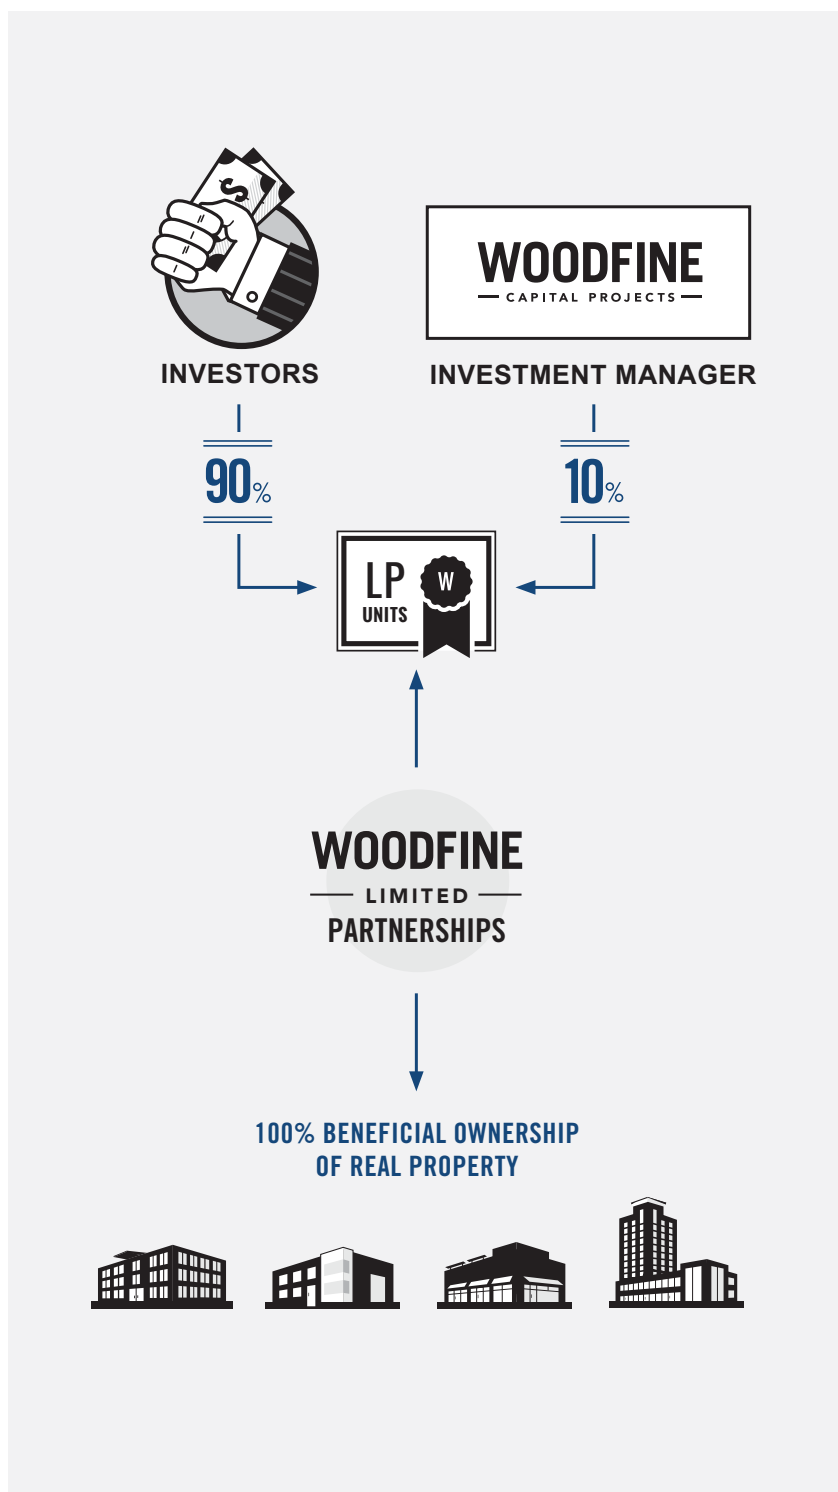 $
WOODFINE
CAPITAL PROJECTS
INVESTORS
INVESTMENT MANAGER
90%
10%
LP
UNITS
W
WOODFINE
LIMITED
PARTNERSHIPS
100% BENEFICIAL OWNERSHIP
OF REAL PROPERTY